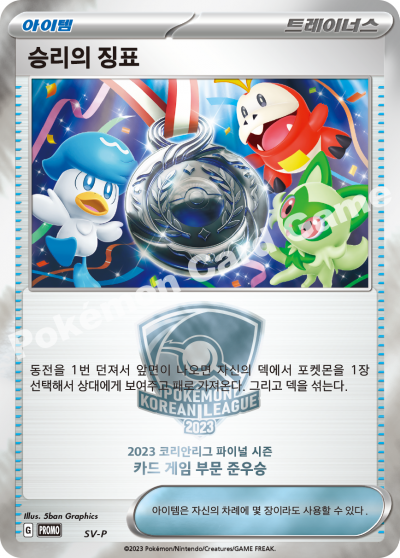 아이템
트레이너스
승리의 징표
Pokémon Card Game
동전을 1번 던져서 앞면이 나오면 자신의 덱에서 포켓몬을 1장
선택해서 상대에게 보여주고 패로 가져온다. 그리고 덱을 섞는다.
POKÉMON
KOREAN LEAGUE
2023
2023 코리안리그 파이널 시즌
카드 게임 부문 준우승
Illus. 5ban Graphics
G PROMO SV-P
아이템은 자신의 차례에 몇 장이라도 사용할 수 있다.
©2023 Pokémon/Nintendo/Creatures/GAME FREAK.